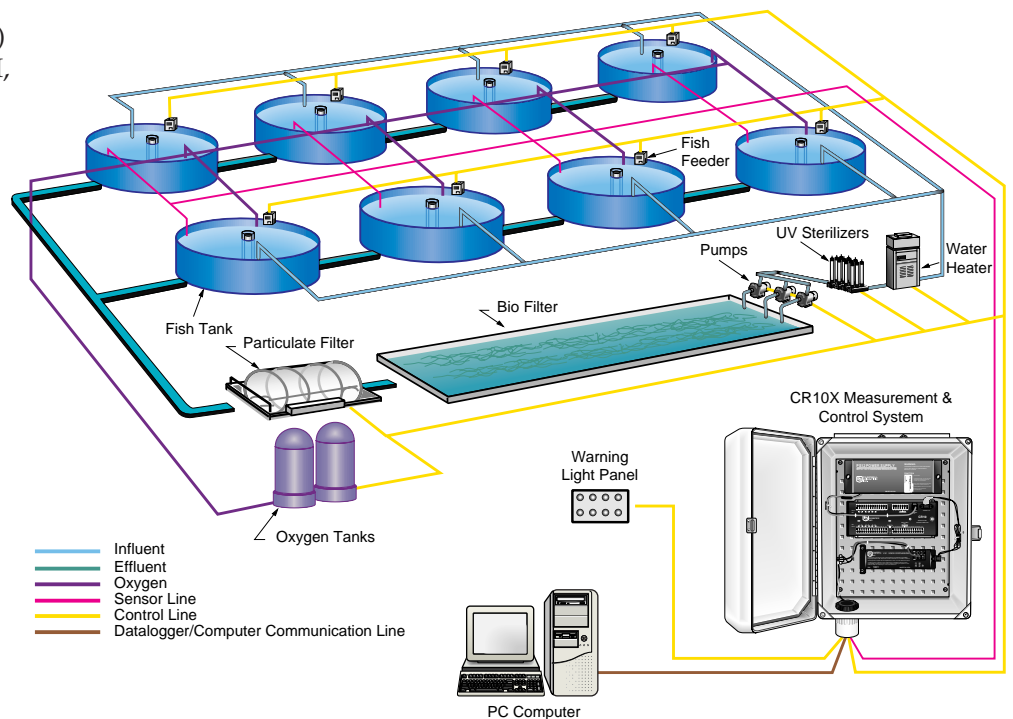 )
I,
Fish
Feeder
UV Sterilizers
Pumps
Water
Heater
Bio Filter
Fish Tank
Particulate Filter
CR10X Measurement &
Control System
Warning
Light Panel
Oxygen Tanks
Influent
Effluent
Oxygen
Sensor Line
Control Line
Datalogger/Computer Communication Line
PC Computer